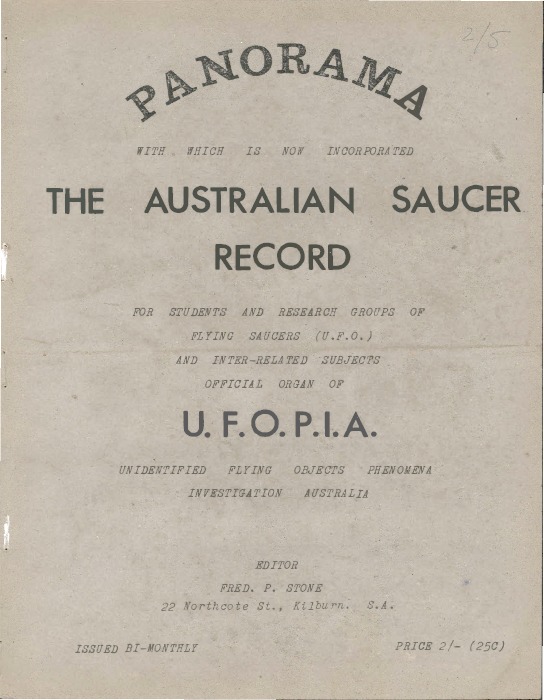 2/5
PANORAMA
WITH WHICH IS NOW INCORPORATED
THE AUSTRALIAN SAUCER
RECORD
FOR STUDENTS AND RESEARCH GROUPS OF
FLYING SAUCERS (U.F.O.)
AND INTER-RELATED SUBJECTS
OFFICIAL ORGAN OF
U.F.O.P.I.A.
UNIDENTIFIED FLYING OBJECTS PHENOMENA
INVESTIGATION AUSTRALIA
EDITOR
FRED. P. STONE
22 Northcote St., Kilburn. S.A.
ISSUED BI-MONTHLY PRICE 2/- (25C)